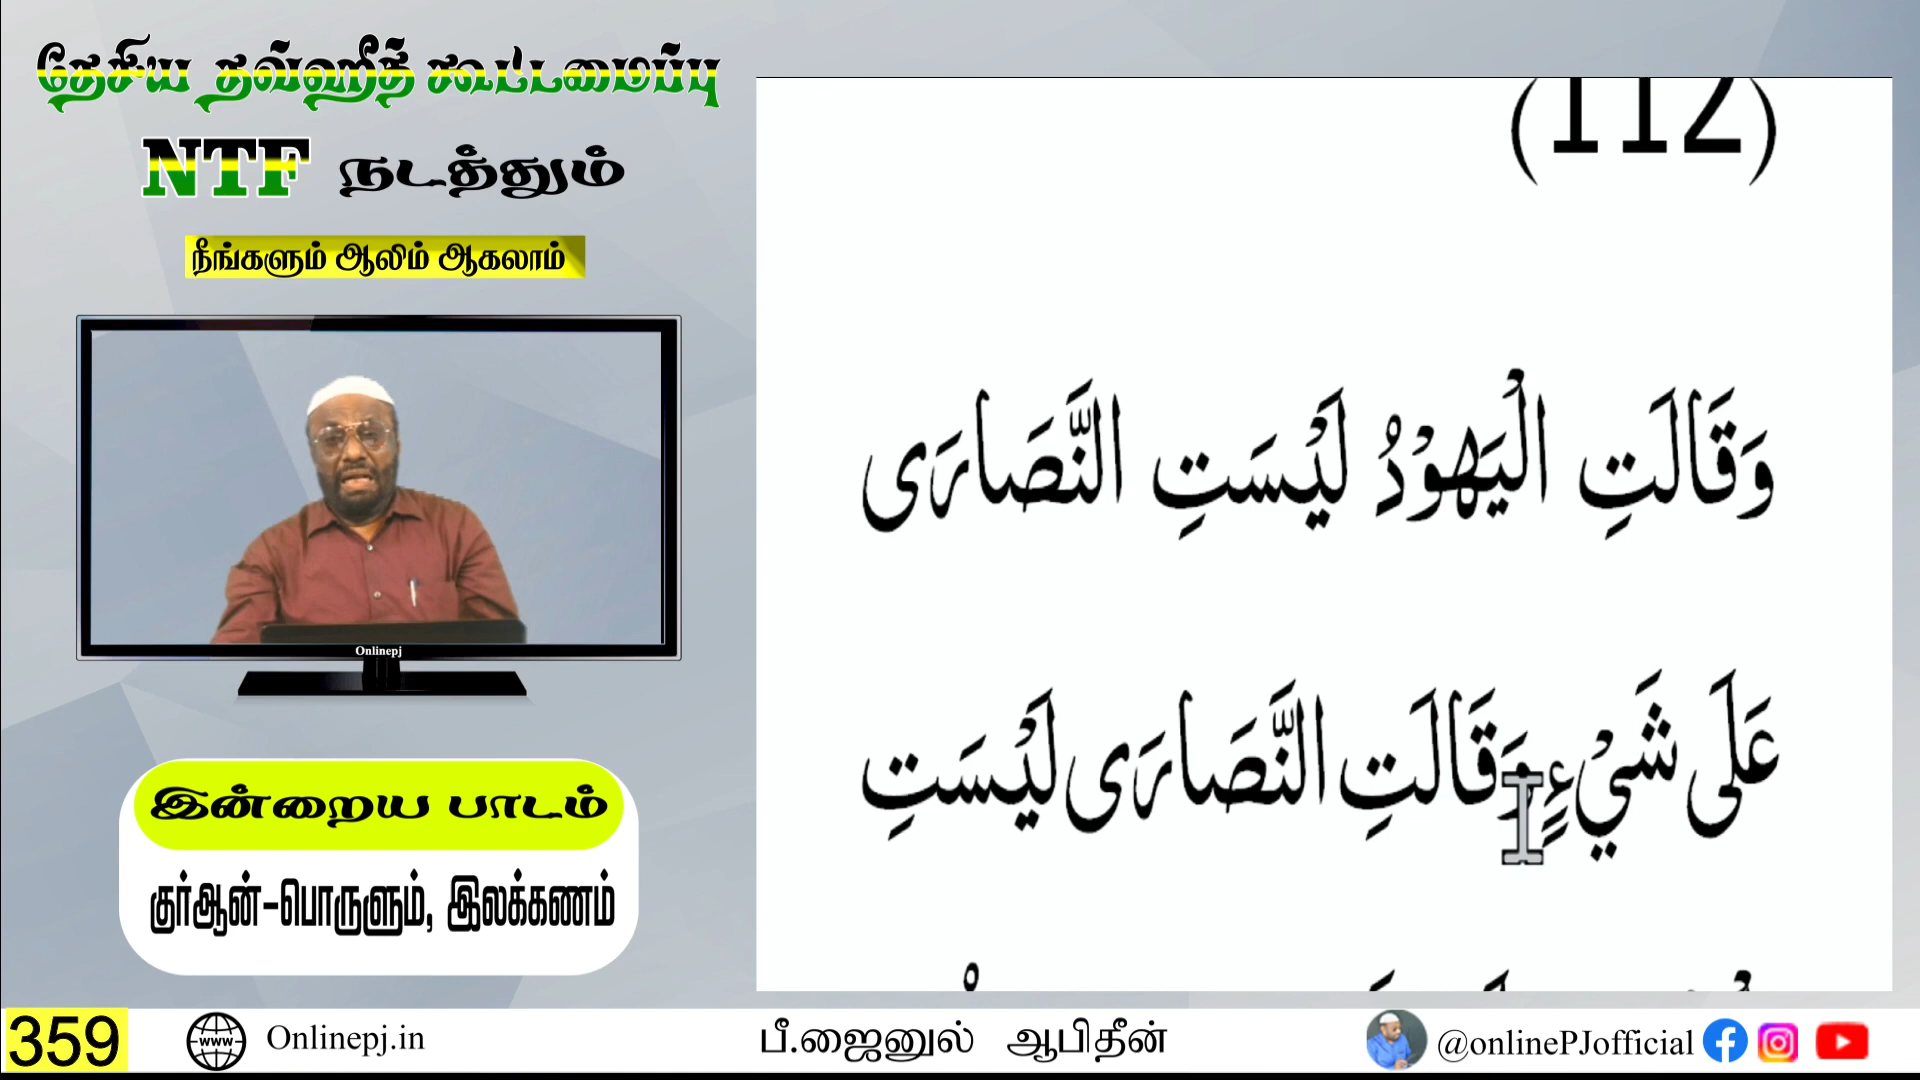 தேசிய தவ்ஹீத் கூட்டமைப்பு
NTF நடத்தும்
நீங்களும் ஆலிம் ஆகலாம்
Onlinepj
இன்றைய பாடம்
குர்ஆன்-பொருளும், இலக்கணம்
(112)
وَقَالَتِ الْيَهُوْدُ لَيْسَتِ النَّصَارَى
عَلَى شَيْءٍ وَقَالَتِ النَّصَارَى لَيْسَتِ
359
www
Onlinepj.in
பீ.ஜைனுல் ஆபிதீன்
@onlinePJofficial